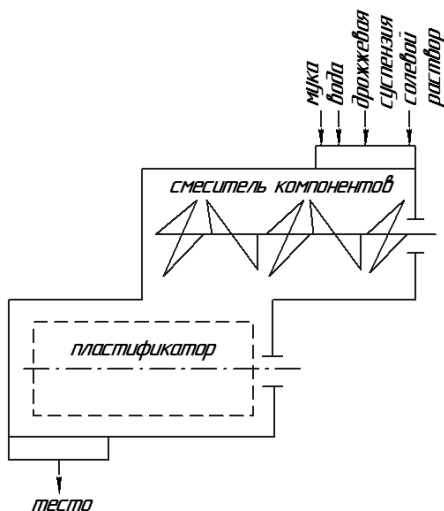 мука
вода
дрожжевая
суспензия
солевой
раствор
смеситель компонентов
пластификатор
тесто